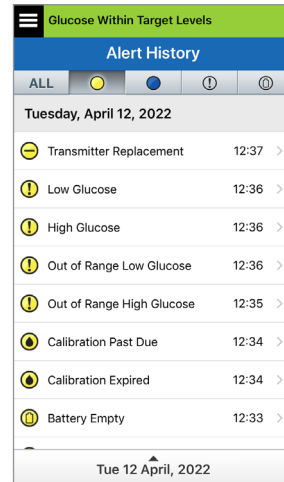 Glucose Within Target Levels
Alert History
ALL
Tuesday, April 12, 2022
Transmitter Replacement 12:37
Low Glucose 12:36
High Glucose 12:36
Out of Range Low Glucose 12:36
Out of Range High Glucose 12:35
Calibration Past Due 12:34
Calibration Expired 12:34
Battery Empty 12:33
Tue 12 April, 2022